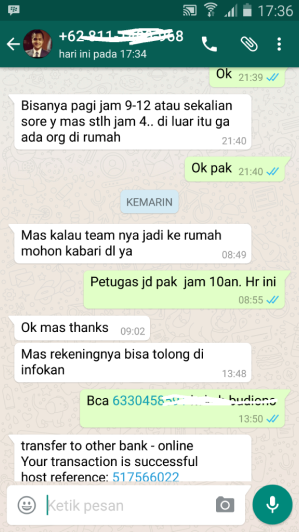 17:36
+62 811
hari ini pada 17:34
Ok 21:39
Bisanya pagi jam 9-12 atau sekalian
sore y mas stlh jam 4.. di luar itu ga
ada org di rumah
21:40
Ok pak 21:40
KEMARIN
Mas kalau team nya jadi ke rumah
mohon kabari dl ya
08:49
Petugas jd pak jam 10an. Hr ini
08:55
Ok mas thanks 09:02
Mas rekeningnya bisa tolong di
infokan
13:48
Bca 6330458 budiono
13:50
transfer to other bank - online
Your transaction is successful
host reference: 517566022
Ketik pesan